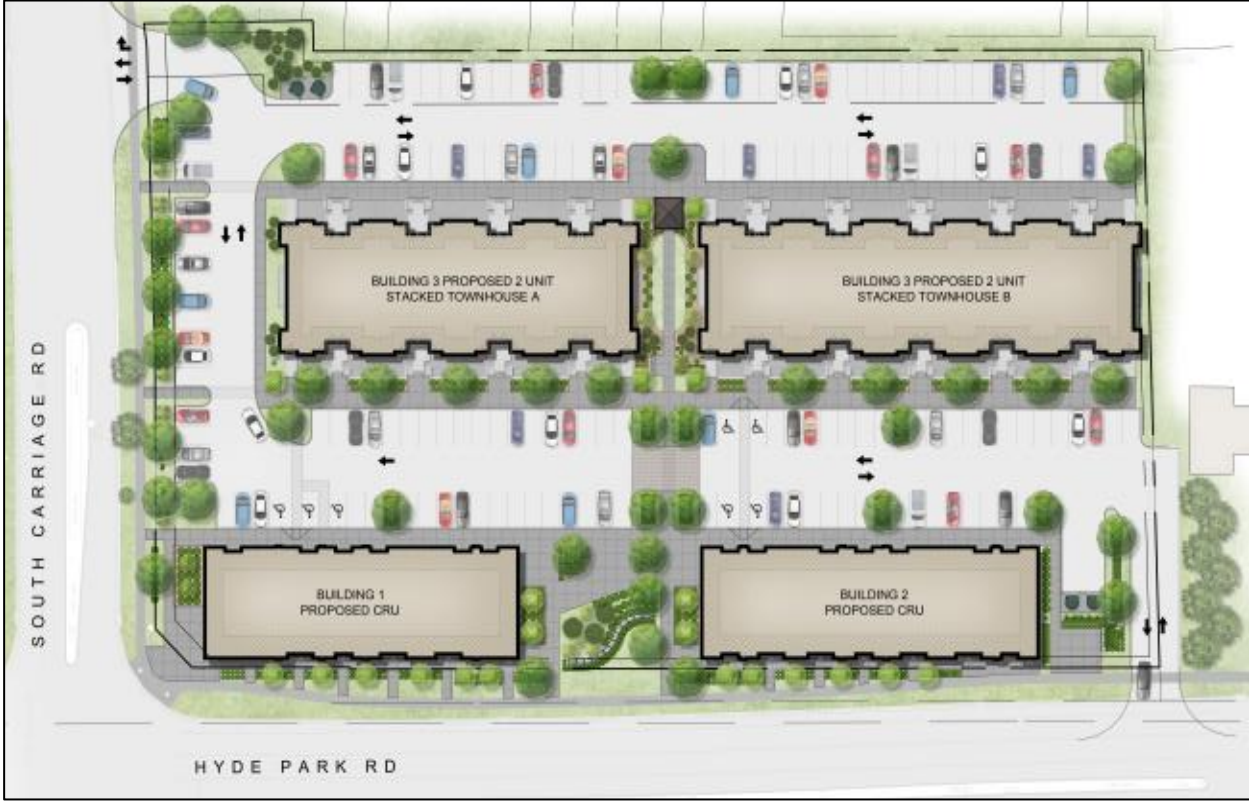 BUILDING 3 PROPOSED 2 UNIT
STACKED TOWNHOUSE A
BUILDING 3 PROPOSED 2 UNIT
STACKED TOWNHOUSE B
SOUTH CARRIAGE RD
BUILDING 1
PROPOSED CRU
BUILDING 2
PROPOSED CRU
HYDE PARK RD